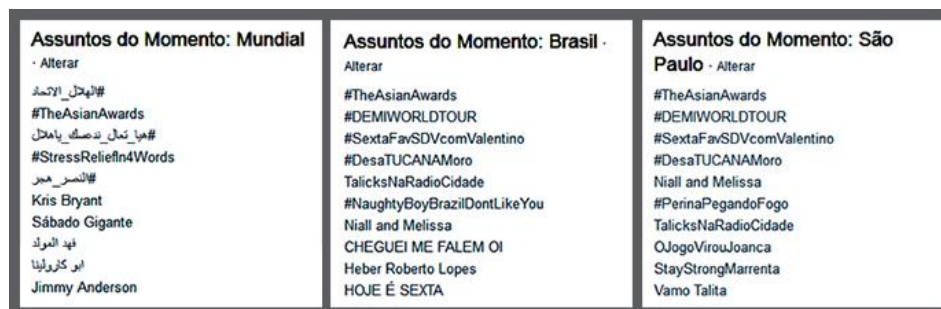 Assuntos do Momento: Mundial
· Alterar
#الهلال_الاتحاد
#TheAsianAwards
#هيا_تعال_ندعسك_ياهلال
#StressReliefIn4Words
#النصر_هجر
Kris Bryant
Sábado Gigante
فهد المولد
ابو كارولينا
Jimmy Anderson
Assuntos do Momento: Brasil ·
Alterar
#TheAsianAwards
#DEMIWORLDTOUR
#SextaFavSDVcomValentino
#DesaTUCANAMoro
TalicksNaRadioCidade
#NaughtyBoyBrazilDontLikeYou
Niall and Melissa
CHEGUEI ME FALEM OI
Heber Roberto Lopes
HOJE É SEXTA
Assuntos do Momento: São
Paulo · Alterar
#TheAsianAwards
#DEMIWORLDTOUR
#SextaFavSDVcomValentino
#DesaTUCANAMoro
Niall and Melissa
#PerinaPegandoFogo
TalicksNaRadioCidade
OJogoVirouJoanca
StayStrongMarrenta
Vamo Talita